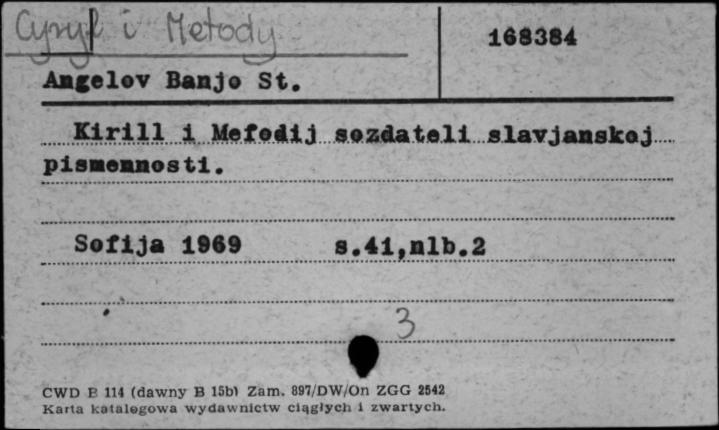 Cyryl i Metody
168384
Angelov Banjo St.
Kirill i Mefodij sozdateli slavjanskoj
pismennosti.
Sofija 1969 s.41,nlb.2
3
CWD B 114 (dawny B 15b) Zam. 897/DW/On ZGG 2542
Karta katalogowa wydawnictw ciągłych i zwartych.